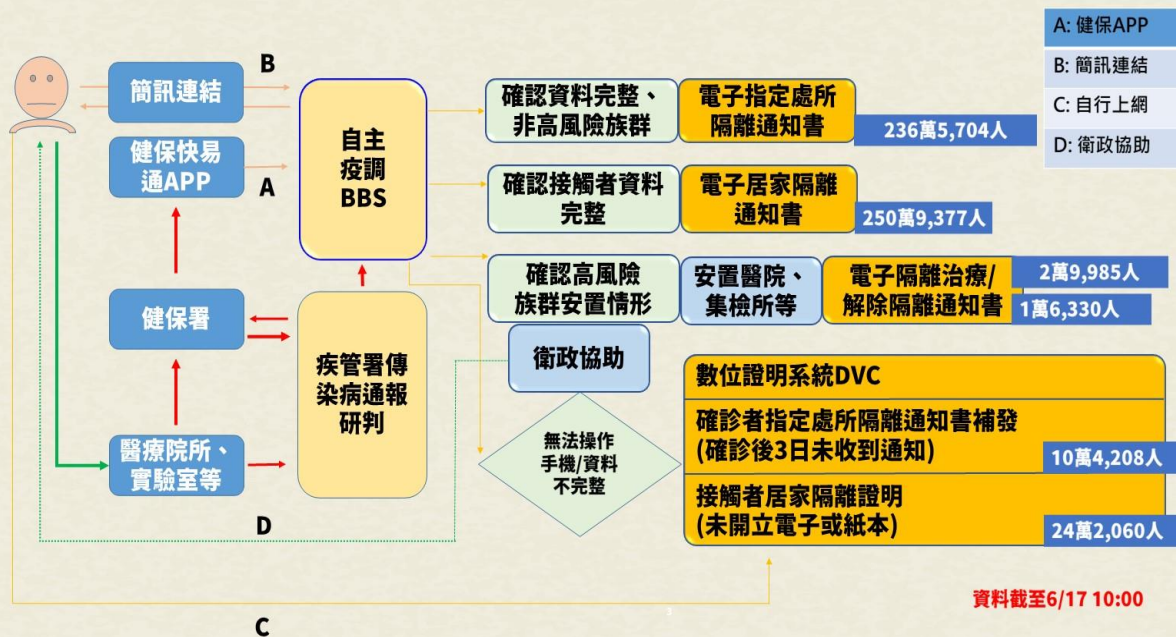 A: 健保APP
B: 簡訊連結
C: 自行上網
D: 衛政協助
B
簡訊連結
健保快易
通APP
A
自主
疫調
BBS
確認資料完整、
非高風險族群
電子指定處所
隔離通知書
236萬5,704人
確認接觸者資料
完整
電子居家隔離
通知書
250萬9,377人
確認高風險
族群安置情形
安置醫院、
集檢所等
電子隔離治療/
解除隔離通知書
2萬9,985人
1萬6,330人
健保署
疾管署傳
染病通報
研判
醫療院所、
實驗室等
衛政協助
無法操作
手機/資料
不完整
數位證明系統DVC
確診者指定處所隔離通知書補發
(確診後3日未收到通知)
10萬4,208人
接觸者居家隔離證明
(未開立電子或紙本)
24萬2,060人
D
資料截至6/17 10:00
3
C